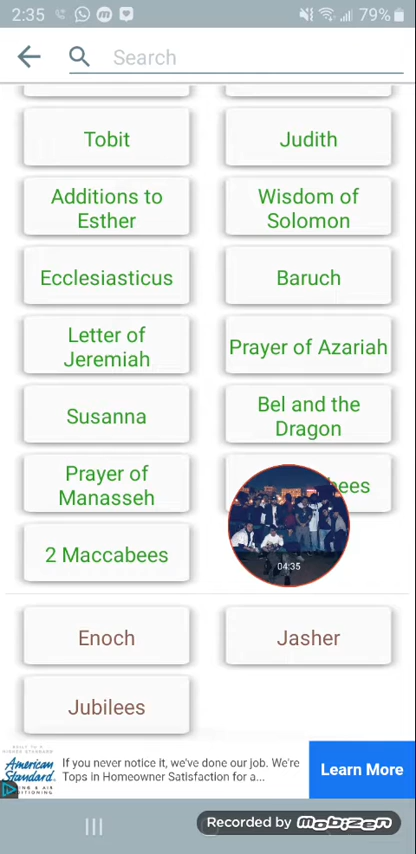 2:35
79%
Search
Tobit
Judith
Additions to
Esther
Wisdom of
Solomon
Ecclesiasticus
Baruch
Letter of
Jeremiah
Prayer of Azariah
Susanna
Bel and the
Dragon
Prayer of
Manasseh
bees
2 Maccabees
04:35
Enoch
Jasher
Jubilees
American
Standard
If you never notice it, we've done our job. We're
Tops in Homeowner Satisfaction for a...
Learn More
Recorded by mobizen